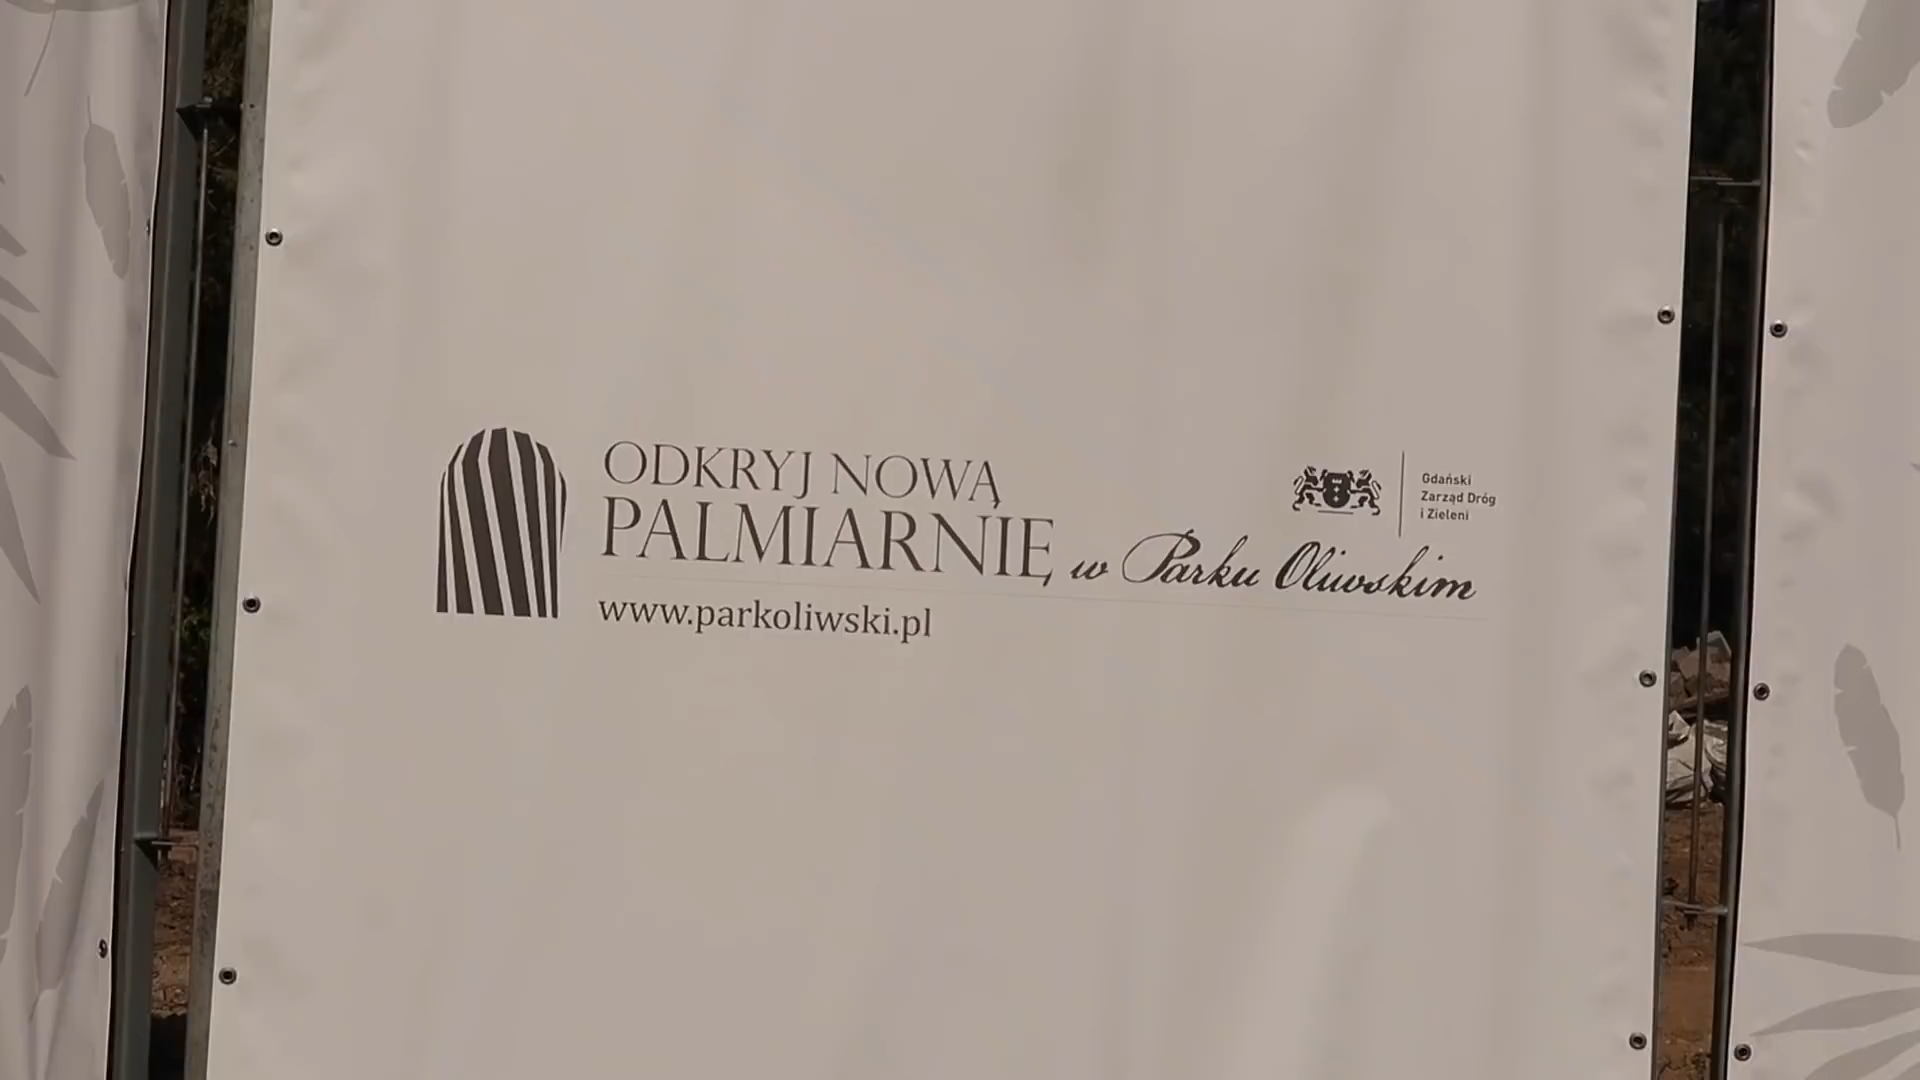 ODKRYJ NOWĄ
PALMIARNIĘ w Parku Oliwskim
www.parkoliwski.pl
Gdański
Zarząd Dróg
i Zieleni